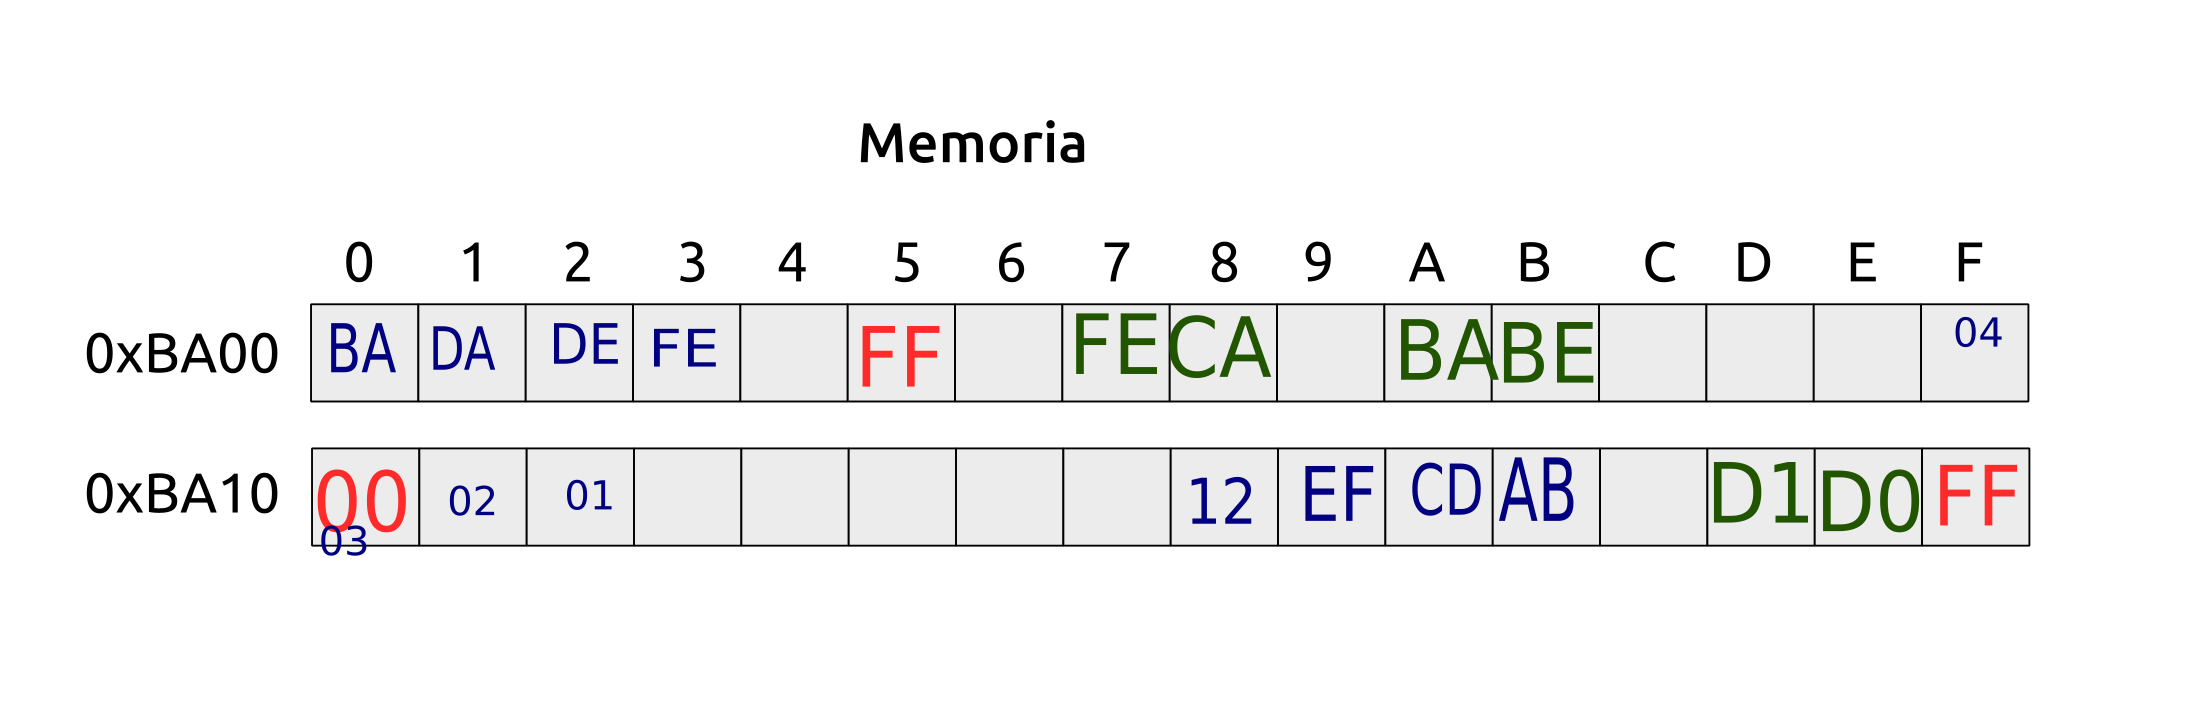 Memoria
0 1 2 3 4 5 6 7 8 9 A B C D E F
0xBA00 BA DA DE FE FF FE CA BA BE 04
0xBA10 00 02 01 12 EF CD AB D1 D0 FF
03